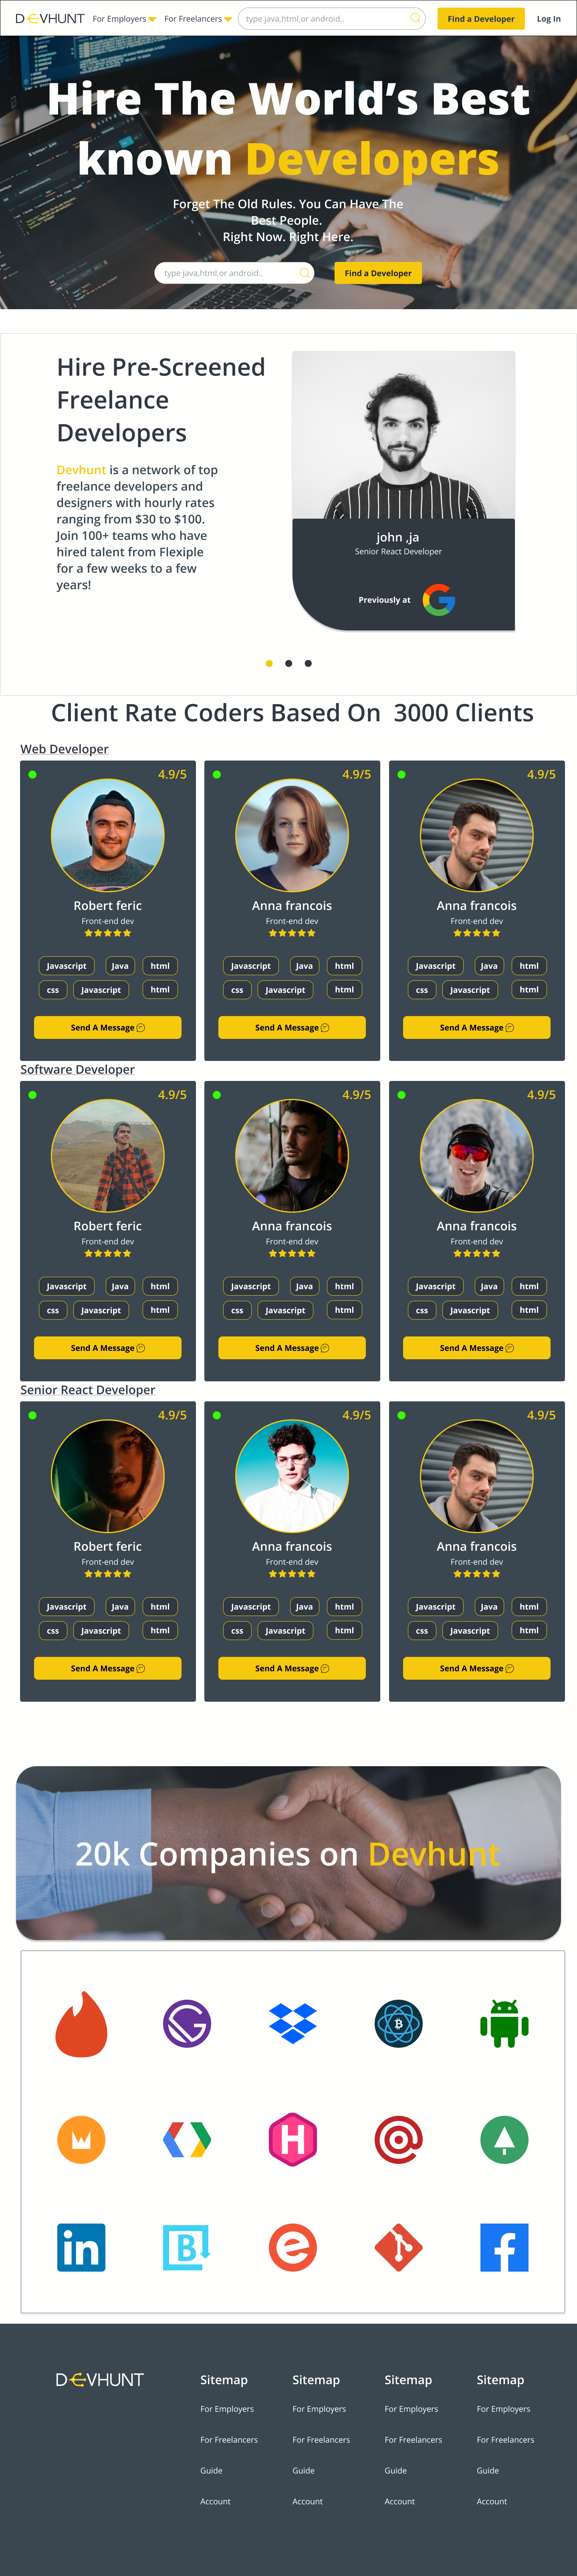 DEVHUNT For Employers For Freelancers type java,html,or android.. Find a Developer Log In
Hire The World’s Best
known Developers
Forget The Old Rules. You Can Have The
Best People.
Right Now. Right Here.
type java,html,or android.. Find a Developer
Hire Pre-Screened
Freelance
Developers
Devhunt is a network of top
freelance developers and
designers with hourly rates
ranging from $30 to $100.
Join 100+ teams who have
hired talent from Flexiple
for a few weeks to a few
years!
john ,ja
Senior React Developer
Previously at
Client Rate Coders Based On 3000 Clients
Web Developer
4.9/5 4.9/5 4.9/5
Robert feric Anna francois Anna francois
Front-end dev Front-end dev Front-end dev
Javascript Java html Javascript Java html Javascript Java html
css Javascript html css Javascript html css Javascript html
Send A Message Send A Message Send A Message
Software Developer
4.9/5 4.9/5 4.9/5
Robert feric Anna francois Anna francois
Front-end dev Front-end dev Front-end dev
Javascript Java html Javascript Java html Javascript Java html
css Javascript html css Javascript html css Javascript html
Send A Message Send A Message Send A Message
Senior React Developer
4.9/5 4.9/5 4.9/5
Robert feric Anna francois Anna francois
Front-end dev Front-end dev Front-end dev
Javascript Java html Javascript Java html Javascript Java html
css Javascript html css Javascript html css Javascript html
Send A Message Send A Message Send A Message
20k Companies on Devhunt
DEVHUNT
Sitemap Sitemap Sitemap Sitemap
For Employers For Employers For Employers For Employers
For Freelancers For Freelancers For Freelancers For Freelancers
Guide Guide Guide Guide
Account Account Account Account